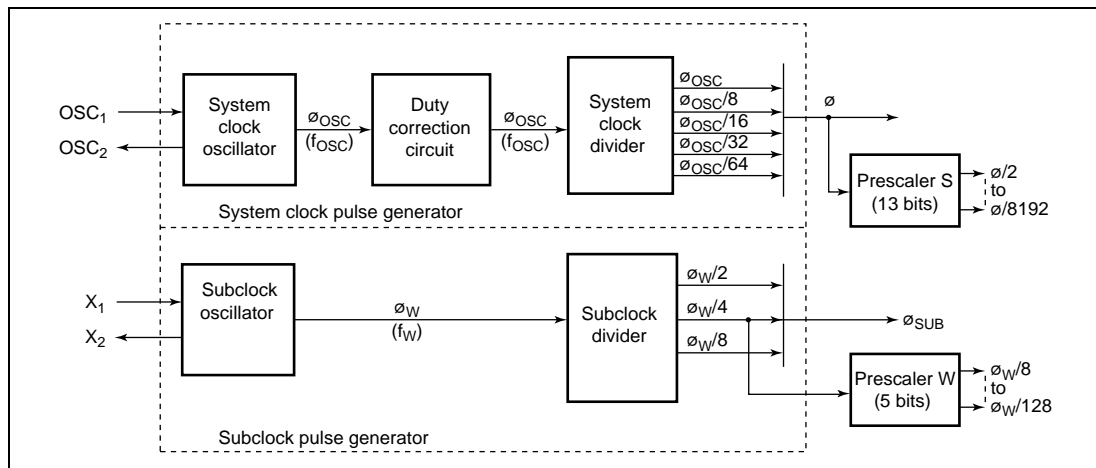 OSC1
OSC2
System
clock
oscillator
øOSC
(fOSC)
Duty
correction
circuit
øOSC
(fOSC)
System
clock
divider
øOSC
øOSC/8
øOSC/16
øOSC/32
øOSC/64
ø
Prescaler S
(13 bits)
ø/2
to
ø/8192
System clock pulse generator
X1
X2
Subclock
oscillator
øW
(fW)
Subclock
divider
øW/2
øW/4
øW/8
øSUB
Prescaler W
(5 bits)
øW/8
to
øW/128
Subclock pulse generator